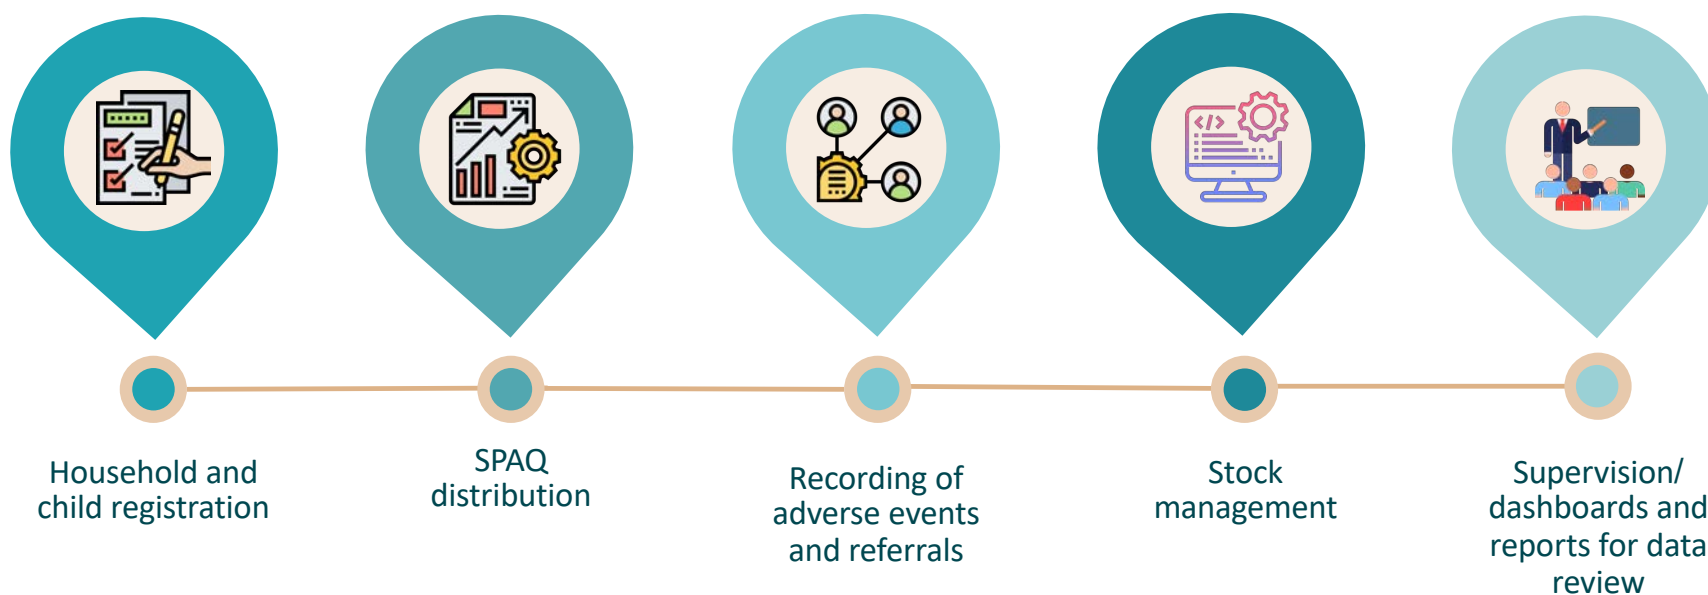 Household and
child registration
SPAQ
distribution
Recording of
adverse events
and referrals
Stock
management
Supervision/
dashboards and
reports for data
review